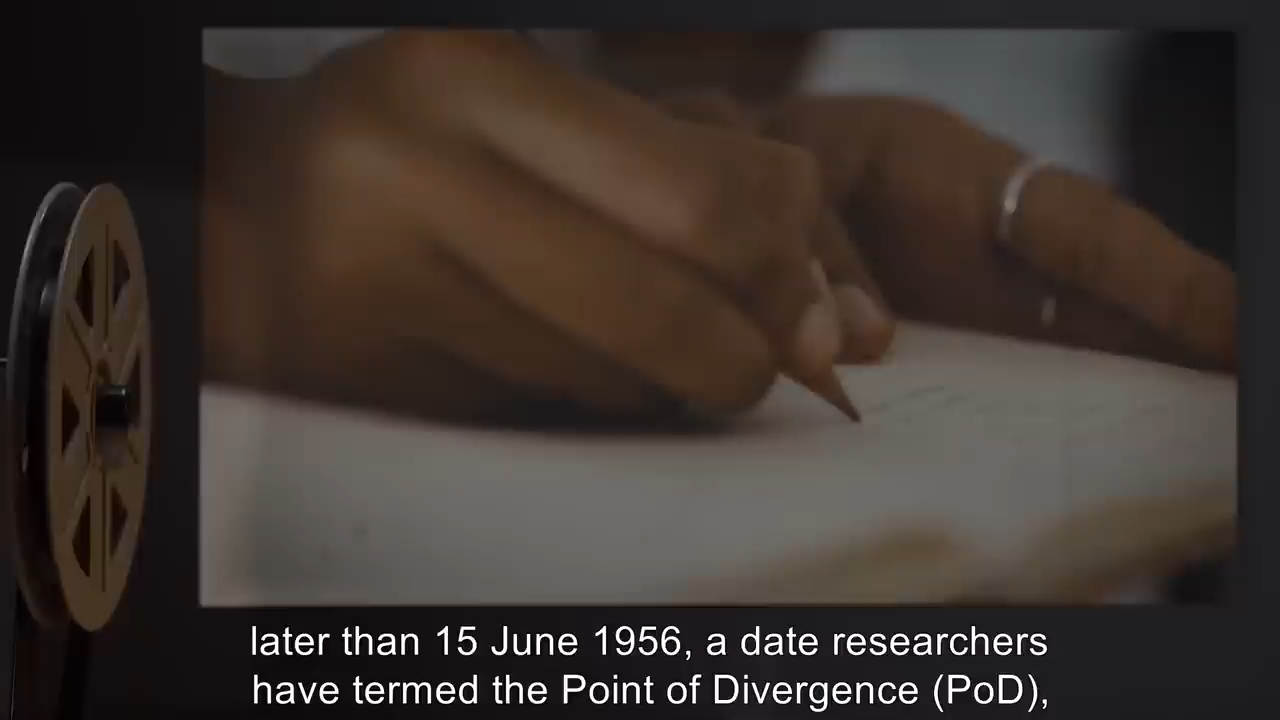 later than 15 June 1956, a date researchers
have termed the Point of Divergence (PoD),